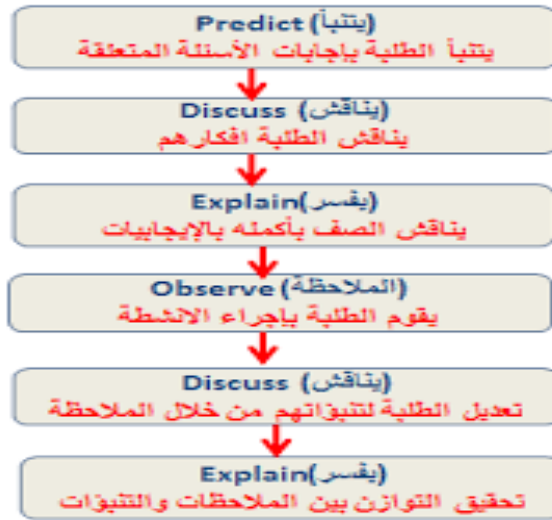 Predict (يتنبأ)
يتنبأ الطلبة بإجابات الأسئلة المتعلقة
Discuss (يناقش)
يناقش الطلبة افكارهم
Explain(يفسر)
يناقش الصف بأكمله بالإيجابيات
Observe (الملاحظة)
يقوم الطلبة بإجراء الانشطة
Discuss (يناقش)
تعديل الطلبة لتنبؤاتهم من خلال الملاحظة
Explain(يفسر)
تحقيق التوازن بين الملاحظات والتنبؤات